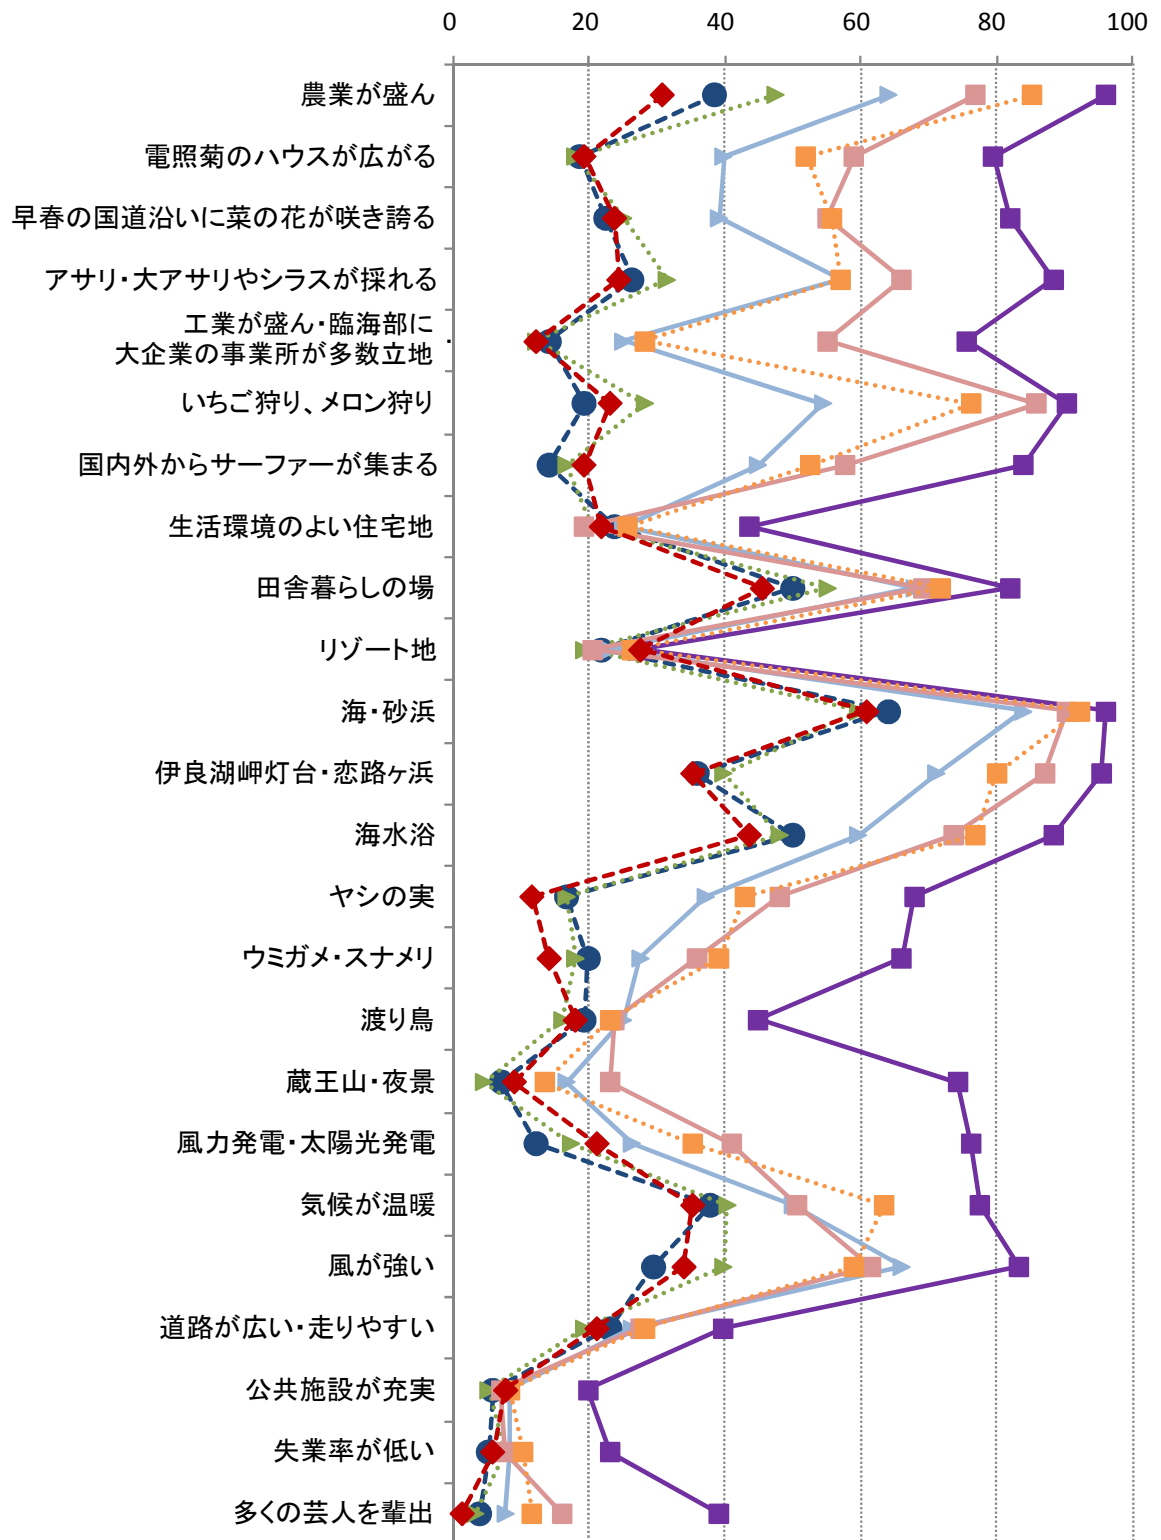 0 20 40 60 80 100
農業が盛ん
電照菊のハウスが広がる
早春の国道沿いに菜の花が咲き誇る
アサリ・大アサリやシラスが採れる
工業が盛ん・臨海部に
大企業の事業所が多数立地
いちご狩り、メロン狩り
国内外からサーファーが集まる
生活環境のよい住宅地
田舎暮らしの場
リゾート地
海・砂浜
伊良湖岬灯台・恋路ヶ浜
海水浴
ヤシの実
ウミガメ・スナメリ
渡り鳥
蔵王山・夜景
風力発電・太陽光発電
気候が温暖
風が強い
道路が広い・走りやすい
公共施設が充実
失業率が低い
多くの芸人を輩出